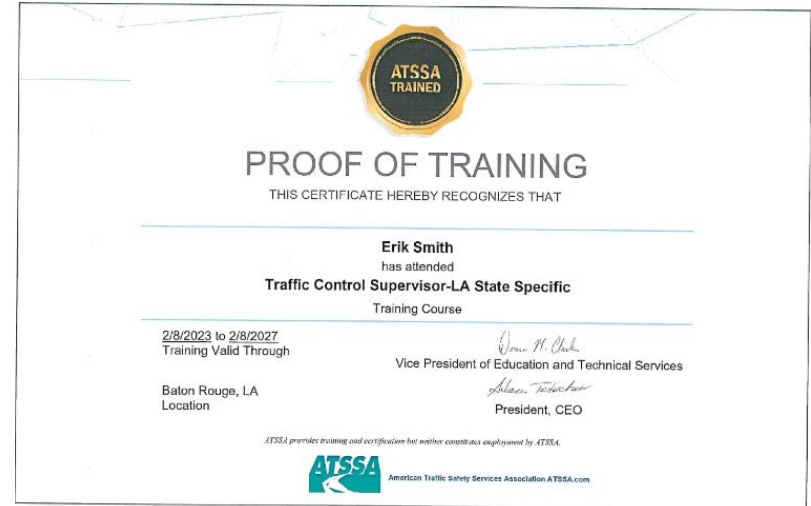 ATSSA
TRAINED
PROOF OF TRAINING
THIS CERTIFICATE HEREBY RECOGNIZES THAT
Erik Smith
has attended
Traffic Control Supervisor-LA State Specific
Training Course
2/8/2023 to 2/8/2027
Training Valid Through
Vice President of Education and Technical Services
Baton Rouge, LA
Location
President, CEO
ATSSA provides training and certification but neither constitutes employment by ATSSA.
ATSSA
American Traffic Safety Services Association ATSSA.com